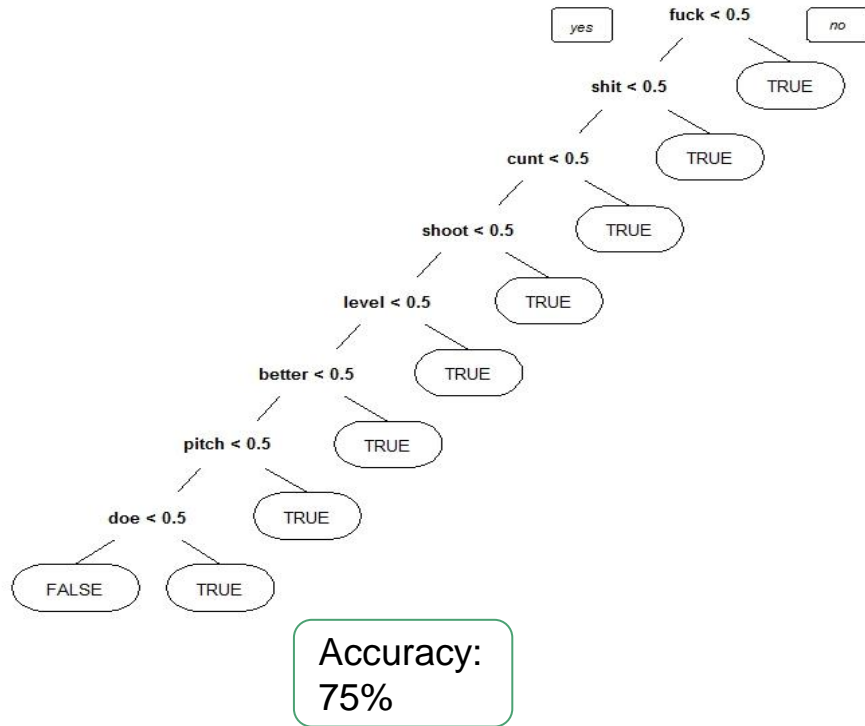 yes
fuck < 0.5
no
shit < 0.5
TRUE
cunt < 0.5
TRUE
shoot < 0.5
TRUE
level < 0.5
TRUE
better < 0.5
TRUE
pitch < 0.5
TRUE
doe < 0.5
TRUE
FALSE
TRUE
Accuracy:
75%